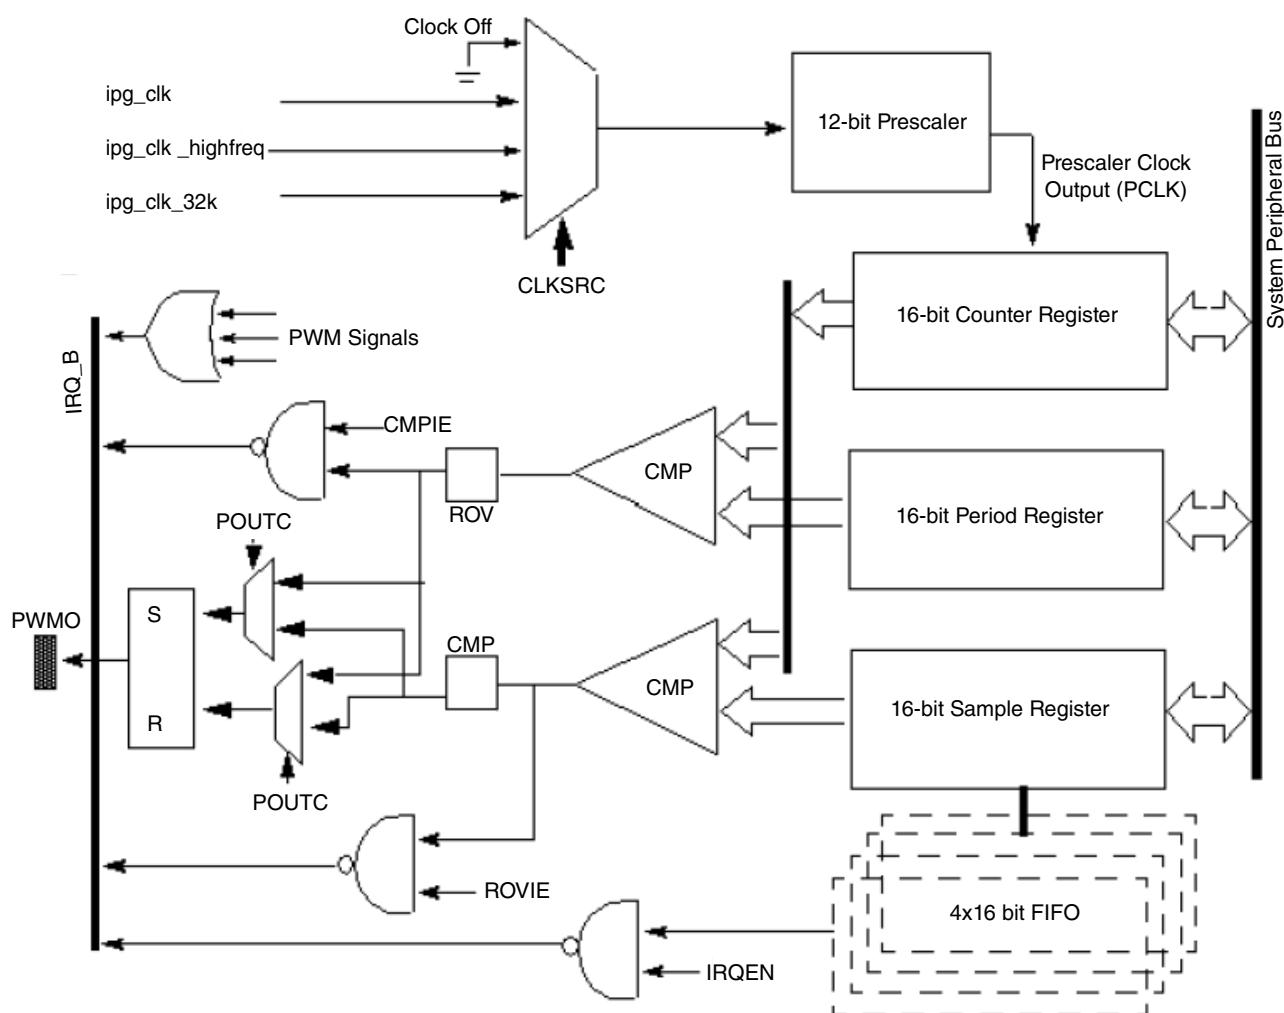 Clock Off
ipg_clk
12-bit Prescaler
ipg_clk _highfreq
Prescaler Clock
Output (PCLK)
ipg_clk_32k
System Peripheral Bus
CLKSRC
16-bit Counter Register
PWM Signals
IRQ_B
CMPIE
CMP
ROV
16-bit Period Register
POUTC
PWMO
S
CMP
CMP
R
16-bit Sample Register
POUTC
ROVIE
4x16 bit FIFO
IRQEN